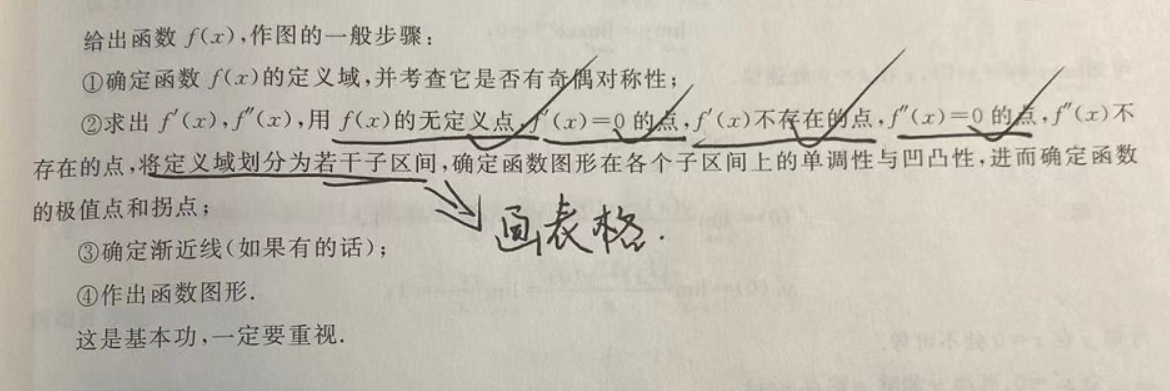 给出函数 f(x),作图的一般步骤:
①确定函数 f(x)的定义域,并考查它是否有奇偶对称性;
②求出 f′(x),f″(x),用 f(x)的无定义点,f′(x)=0 的点,f′(x)不存在的点,f″(x)=0 的点,f″(x)不
存在的点,将定义域划分为若干子区间,确定函数图形在各个子区间上的单调性与凹凸性,进而确定函数
的极值点和拐点;
画表格.
③确定渐近线(如果有的话);
④作出函数图形.
这是基本功,一定要重视.